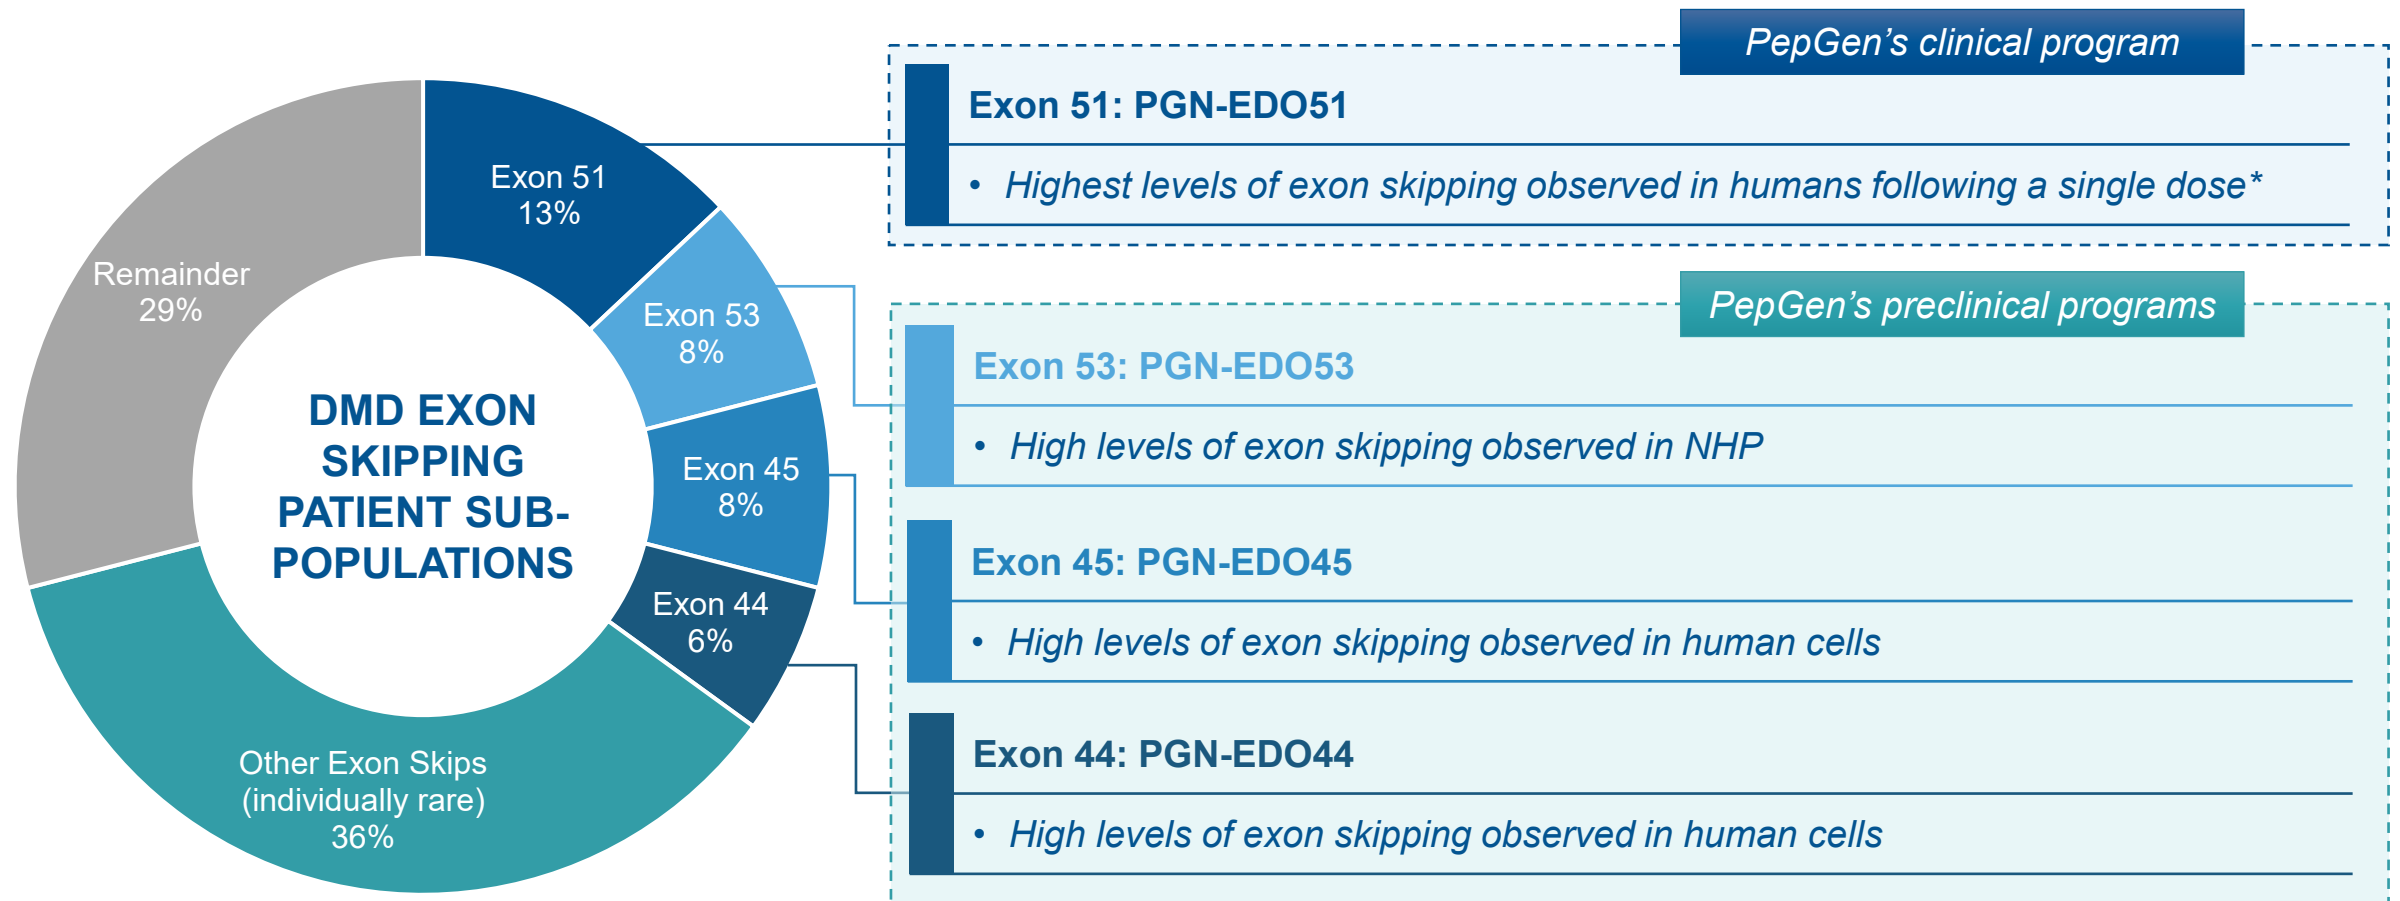 Exon 51
13%
Exon 53
8%
Exon 45
8%
Exon 44
6%
Other Exon Skips
(individually rare)
36%
Remainder
29%
DMD EXON
SKIPPING
PATIENT SUB-
POPULATIONS
PepGen’s clinical program
Exon 51: PGN-EDO51
• Highest levels of exon skipping observed in humans following a single dose*
PepGen’s preclinical programs
Exon 53: PGN-EDO53
• High levels of exon skipping observed in NHP
Exon 45: PGN-EDO45
• High levels of exon skipping observed in human cells
Exon 44: PGN-EDO44
• High levels of exon skipping observed in human cells